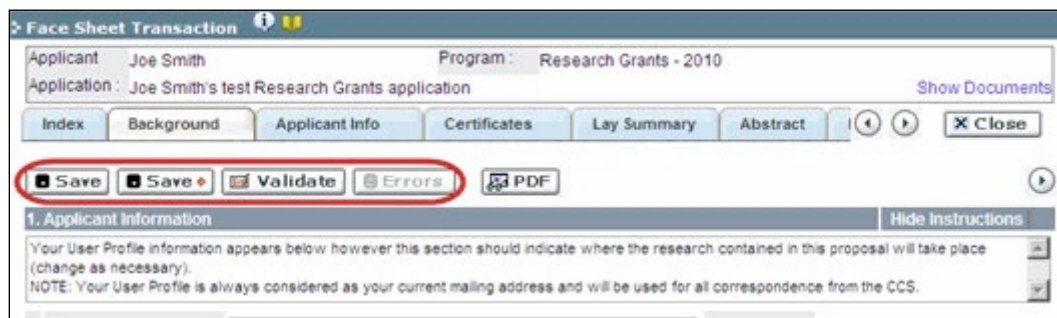 Face Sheet Transaction
Applicant Joe Smith Program : Research Grants - 2010
Application : Joe Smith's test Research Grants application Show Documents
Index Background Applicant Info Certificates Lay Summary Abstract Close
Save Save Validate Errors PDF
1. Applicant Information Hide Instructions
Your User Profile information appears below however this section should indicate where the research contained in this proposal will take place
(change as necessary).
NOTE: Your User Profile is always considered as your current mailing address and will be used for all correspondence from the CCS.